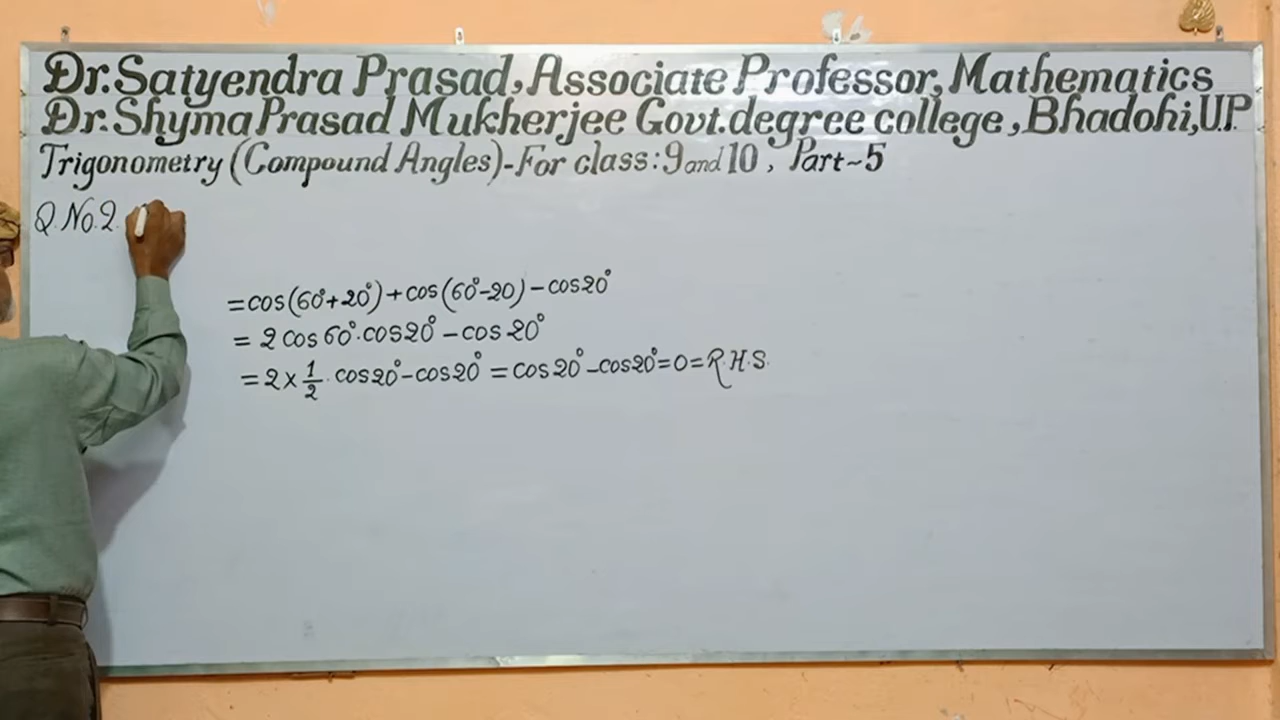 Dr. Satyendra Prasad, Associate Professor, Mathematics
Dr. Shyma Prasad Mukherjee Govt. degree college, Bhadohi, U.P.
Trigonometry (Compound Angles)-For class: 9 and 10, Part~5
Q. No. 2.
= cos(60°+20°)+cos(60°-20)-cos20°
= 2 cos 60°.cos20° - cos 20°
= 2 × 1/2 . cos20° - cos20° = cos20° - cos20° = 0 = R.H.S.